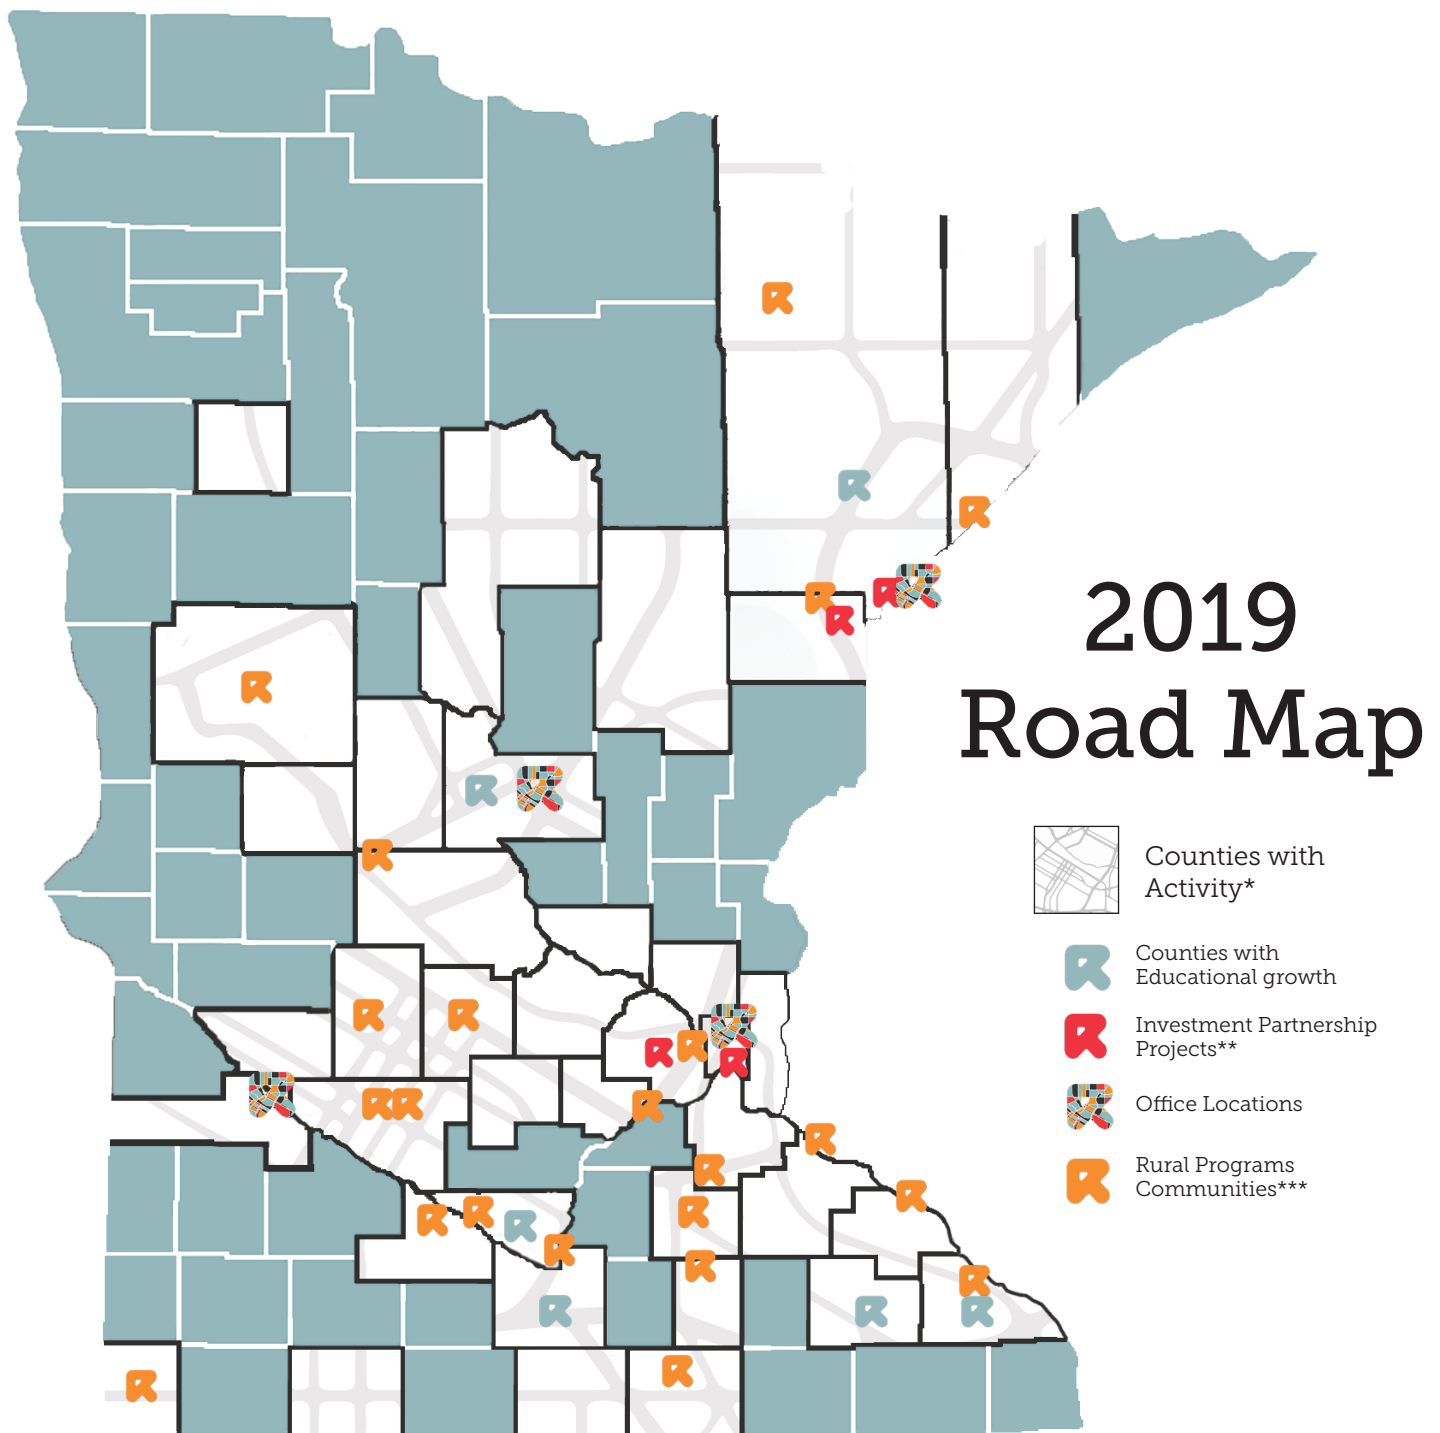 2019
Road Map
Counties with
Activity*
Counties with
Educational growth
Investment Partnership
Projects**
Office Locations
Rural Programs
Communities***